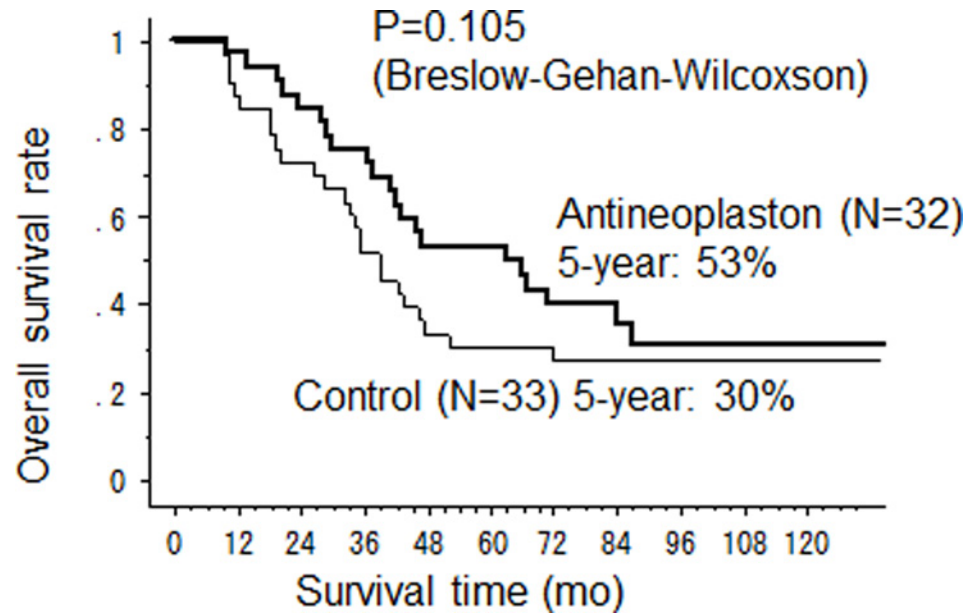 P=0.105
(Breslow-Gehan-Wilcoxson)
Overall survival rate
1
.8
.6
.4
.2
0
Antineoplaston (N=32)
5-year: 53%
Control (N=33) 5-year: 30%
0 12 24 36 48 60 72 84 96 108 120
Survival time (mo)